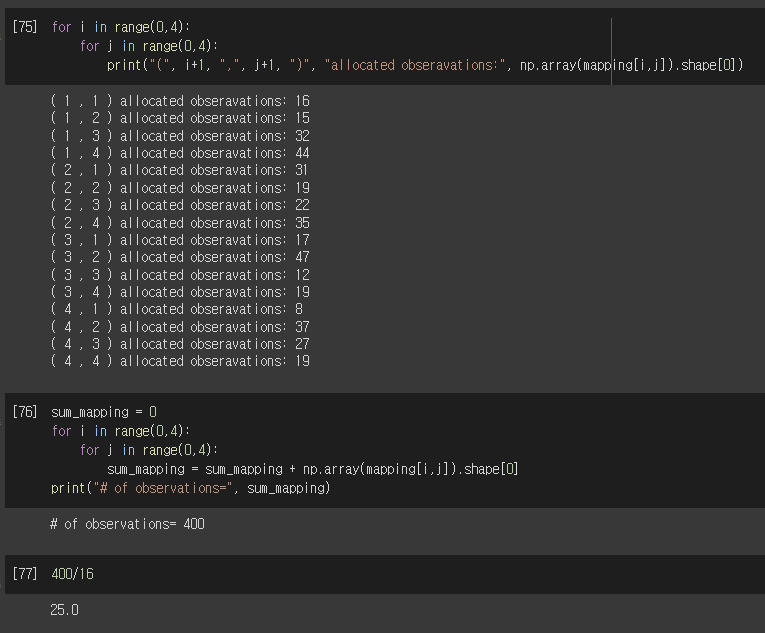 [75] for i in range(0,4):
for j in range(0,4):
print("(", i+1, ",", j+1, ")", "allocated obseravations:", np.array(mapping[i,j]).shape[0])
( 1 , 1 ) allocated obseravations: 16
( 1 , 2 ) allocated obseravations: 15
( 1 , 3 ) allocated obseravations: 32
( 1 , 4 ) allocated obseravations: 44
( 2 , 1 ) allocated obseravations: 31
( 2 , 2 ) allocated obseravations: 19
( 2 , 3 ) allocated obseravations: 22
( 2 , 4 ) allocated obseravations: 35
( 3 , 1 ) allocated obseravations: 17
( 3 , 2 ) allocated obseravations: 47
( 3 , 3 ) allocated obseravations: 12
( 3 , 4 ) allocated obseravations: 19
( 4 , 1 ) allocated obseravations: 8
( 4 , 2 ) allocated obseravations: 37
( 4 , 3 ) allocated obseravations: 27
( 4 , 4 ) allocated obseravations: 19
[76] sum_mapping = 0
for i in range(0,4):
for j in range(0,4):
sum_mapping = sum_mapping + np.array(mapping[i,j]).shape[0]
print("# of observations=", sum_mapping)
# of observations= 400
[77] 400/16
25.0